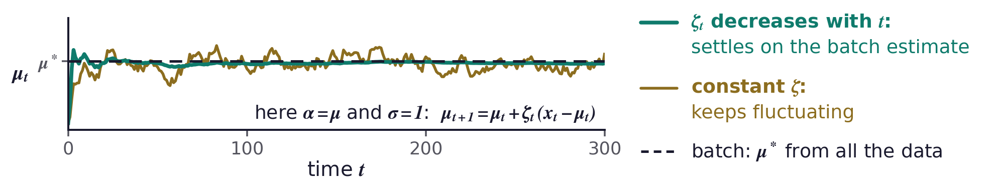 μ*
μₜ
here α=μ and σ=1: μₜ₊₁=μₜ+ζₜ(xₜ−μₜ)
0 100 200 300
time t
ζₜ decreases with t:
settles on the batch estimate
constant ζ:
keeps fluctuating
batch: μ* from all the data